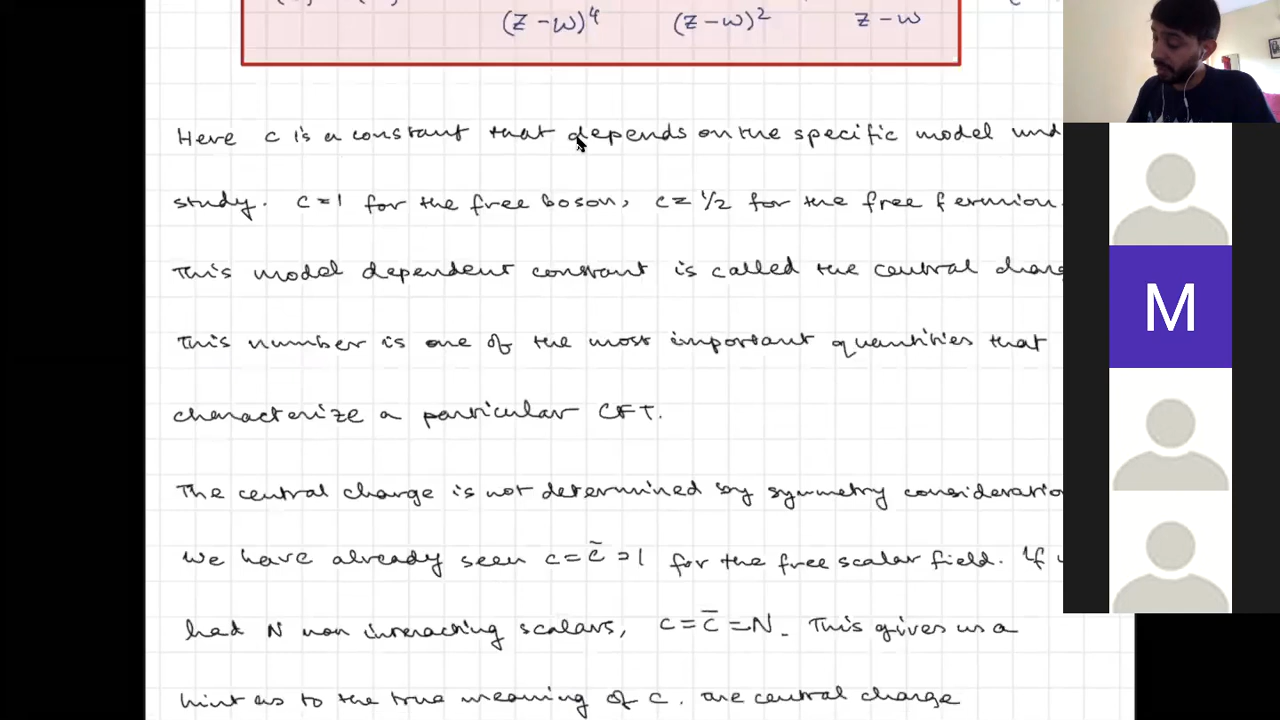 (z-w)⁴ (z-w)² z-w
Here c is a constant that depends on the specific model und
study. c=1 for the free boson, c= 1/2 for the free fermion.
This model dependent constant is called the central charg
This number is one of the most important quantities that
characterize a particular CFT.
The central charge is not determined by symmetry consideratio
We have already seen c = c̄ =1 for the free scalar field. If
had N non interacting scalars, c = c̄ = N. This gives us a
hint as to the true meaning of c. The central charge
M